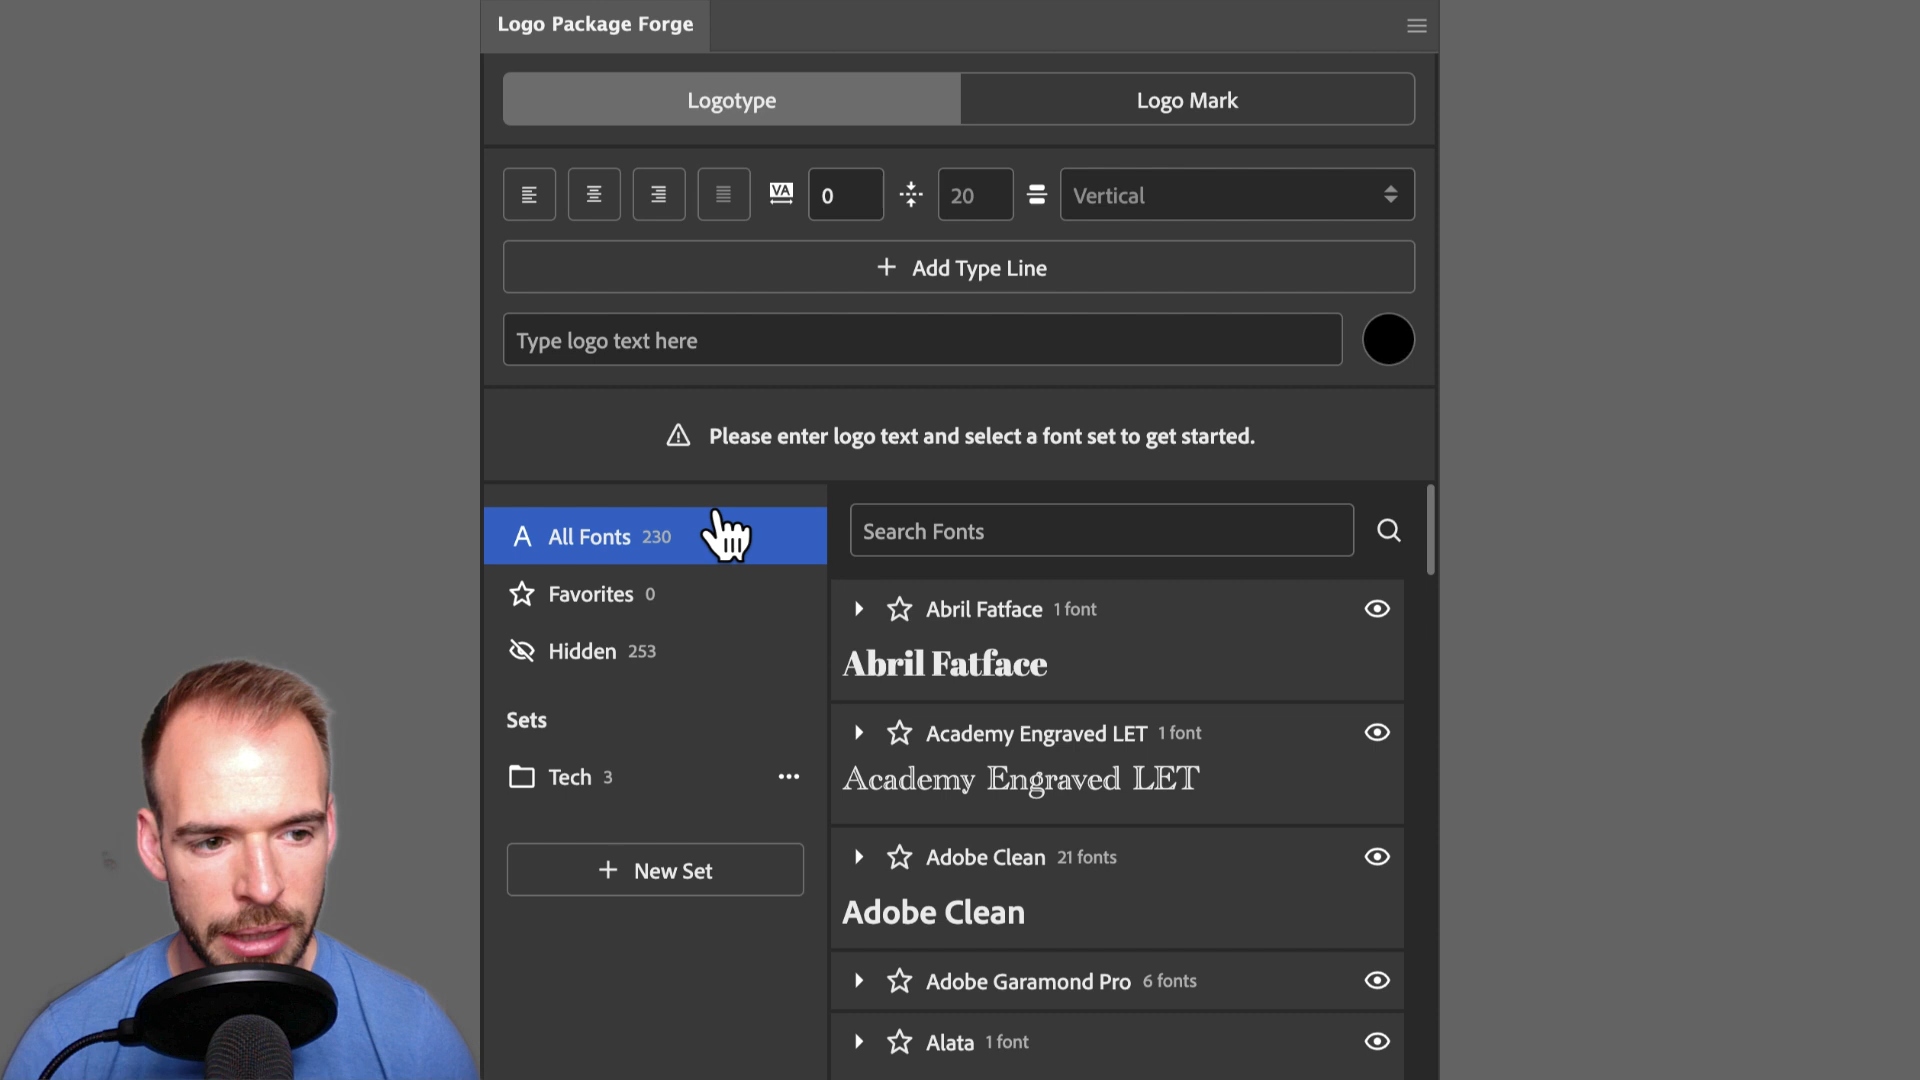 Logo Package Forge
Logotype
Logo Mark
VA
0
20
Vertical
+ Add Type Line
Type logo text here
Please enter logo text and select a font set to get started.
A All Fonts 230
Search Fonts
Favorites 0
Hidden 253
Sets
Tech 3
+ New Set
Abril Fatface 1 font
Abril Fatface
Academy Engraved LET 1 font
Academy Engraved LET
Adobe Clean 21 fonts
Adobe Clean
Adobe Garamond Pro 6 fonts
Alata 1 font